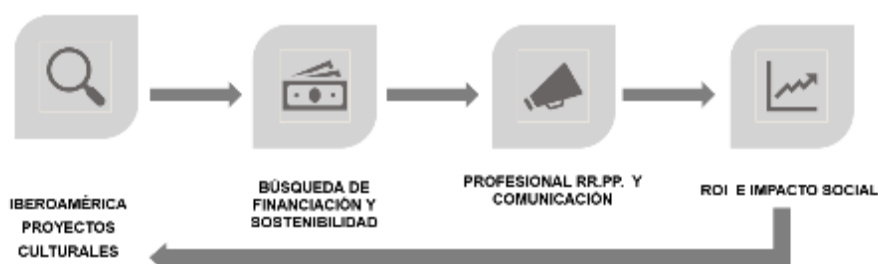 IBEROAMÉRICA
PROYECTOS
CULTURALES
BÚSQUEDA DE
FINANCIACIÓN Y
SOSTENIBILIDAD
PROFESIONAL RR.PP. Y
COMUNICACIÓN
ROI E IMPACTO SOCIAL